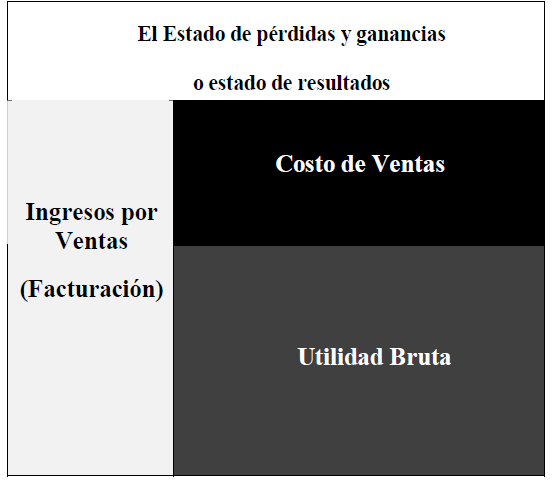 El Estado de pérdidas y ganancias
o estado de resultados
Ingresos por
Ventas
(Facturación)
Costo de Ventas
Utilidad Bruta